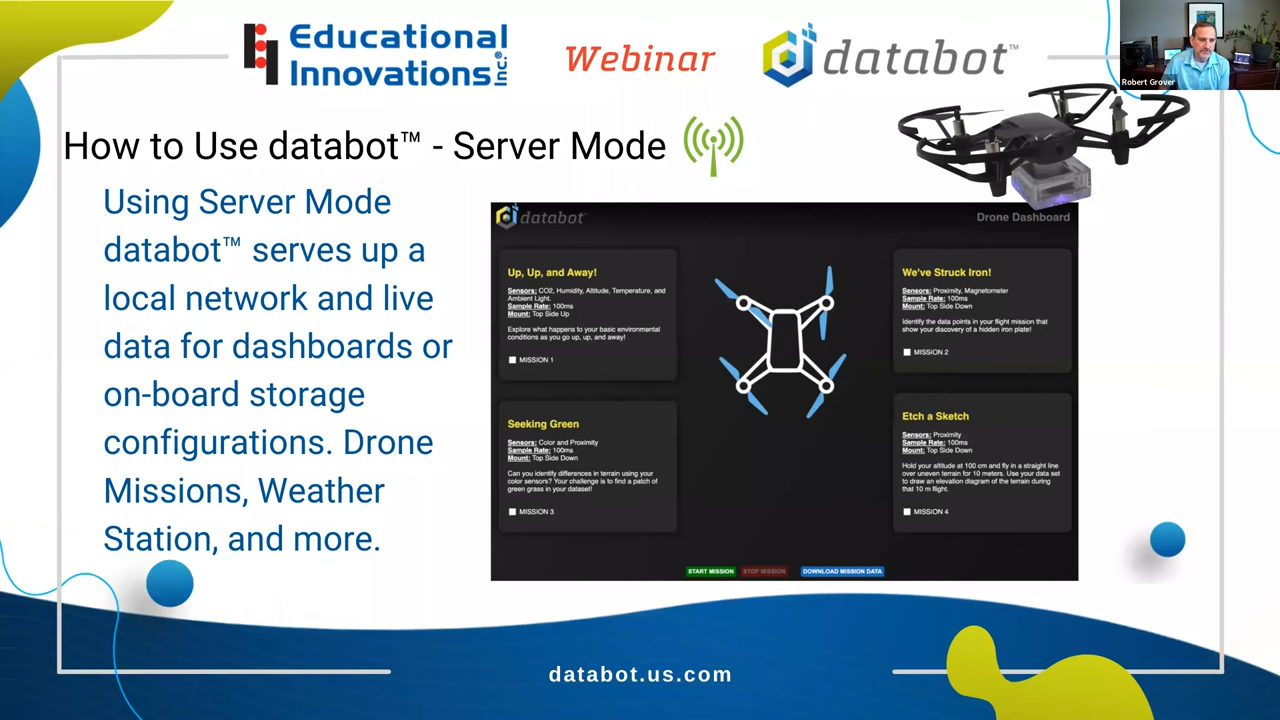 Educational
Innovations Inc.®
Webinar
databot™
Robert Grover
How to Use databot™ - Server Mode
Using Server Mode
databot™ serves up a
local network and live
data for dashboards or
on-board storage
configurations. Drone
Missions, Weather
Station, and more.
databot™
Drone Dashboard
Up, Up, and Away!
Sensors: CO2, Humidity, Altitude, Temperature, and
Ambient Light.
Sample Rate: 100ms
Mount: Top Side Up
Explore what happens to your basic environmental
conditions as you go up, up, and away!
MISSION 1
We've Struck Iron!
Sensors: Proximity, Magnetometer
Sample Rate: 100ms
Mount: Top Side Down
Identify the data points in your flight mission that
show your discovery of a hidden iron plate!
MISSION 2
Seeking Green
Sensors: Color and Proximity
Sample Rate: 100ms
Mount: Top Side Down
Can you identify differences in terrain using your
color sensors? Your challenge is to find a patch of
green grass in your dataset!
MISSION 3
Etch a Sketch
Sensors: Proximity
Sample Rate: 100ms
Mount: Top Side Down
Hold your altitude at 100 cm and fly in a straight line
over uneven terrain for 10 meters. Use your data set
to draw an elevation diagram of the terrain during
that 10 m flight.
MISSION 4
START MISSION
STOP MISSION
DOWNLOAD MISSION DATA
databot.us.com